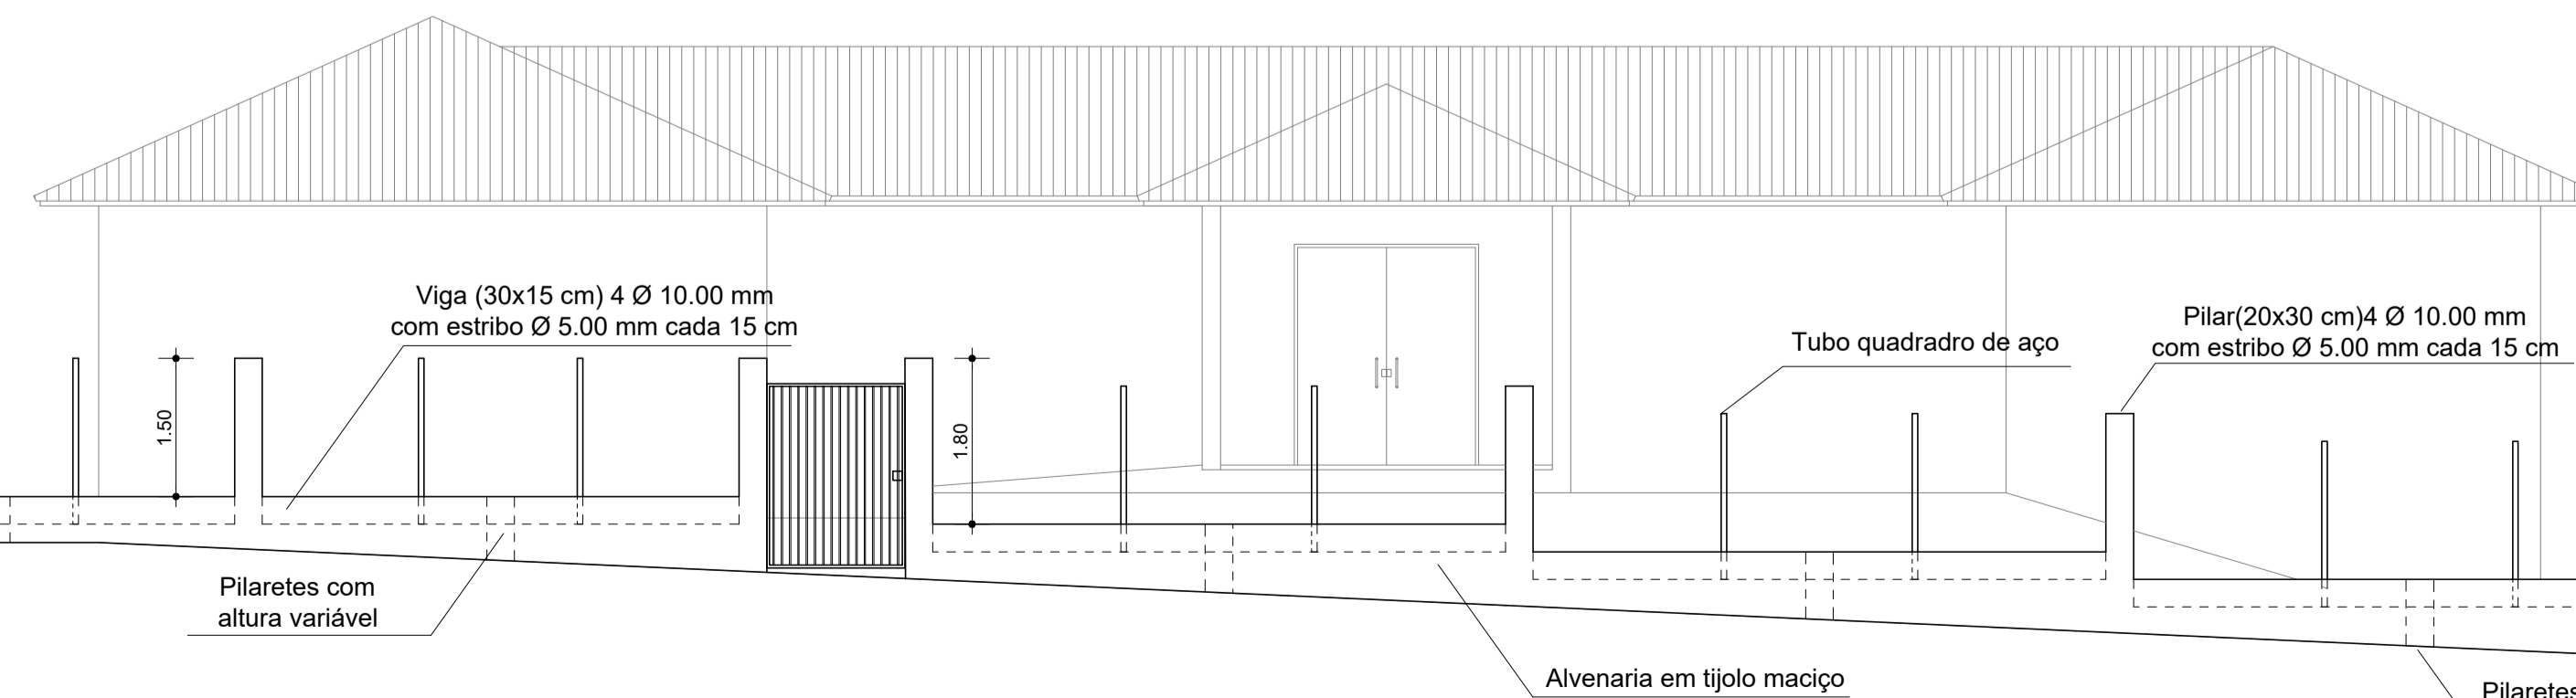 Viga (30x15 cm) 4 Ø 10.00 mm
com estribo Ø 5.00 mm cada 15 cm
Pilar(20x30 cm)4 Ø 10.00 mm
com estribo Ø 5.00 mm cada 15 cm
Tubo quadradro de aço
1.50
1.80
Pilaretes com
altura variável
Alvenaria em tijolo maciço
Pilaretes